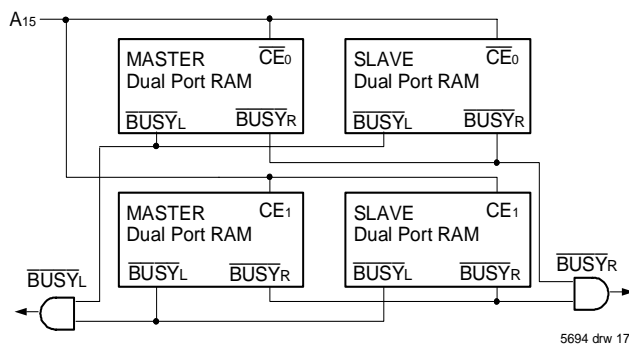 A15
MASTER
Dual Port RAM
CE0
BUSYL
BUSYR
SLAVE
Dual Port RAM
CE0
BUSYL
BUSYR
MASTER
Dual Port RAM
CE1
BUSYL
BUSYR
SLAVE
Dual Port RAM
CE1
BUSYL
BUSYR
BUSYL
BUSYR
5694 drw 17